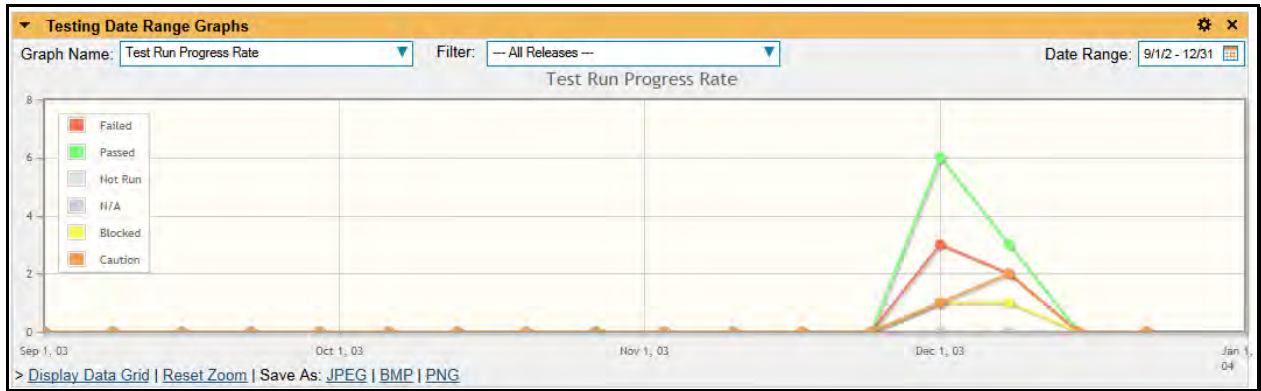 Testing Date Range Graphs
Graph Name: Test Run Progress Rate Filter: --- All Releases --- Date Range: 9/1/2 - 12/31
Test Run Progress Rate
8
6
4
2
0
Failed
Passed
Not Run
N/A
Blocked
Caution
Sep 1, 03 Oct 1, 03 Nov 1, 03 Dec 1, 03 Jan 1, 04
> Display Data Grid | Reset Zoom | Save As: JPEG | BMP | PNG